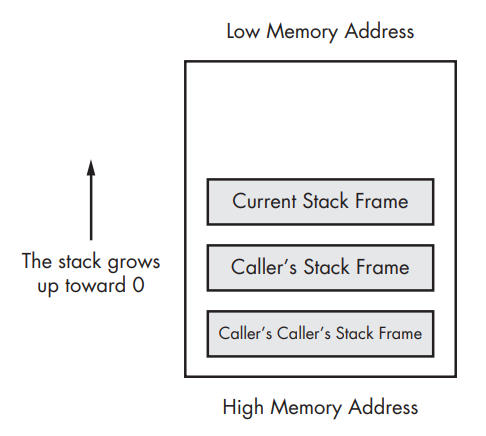 Low Memory Address
Current Stack Frame
The stack grows
up toward 0
Caller's Stack Frame
Caller's Caller's Stack Frame
High Memory Address